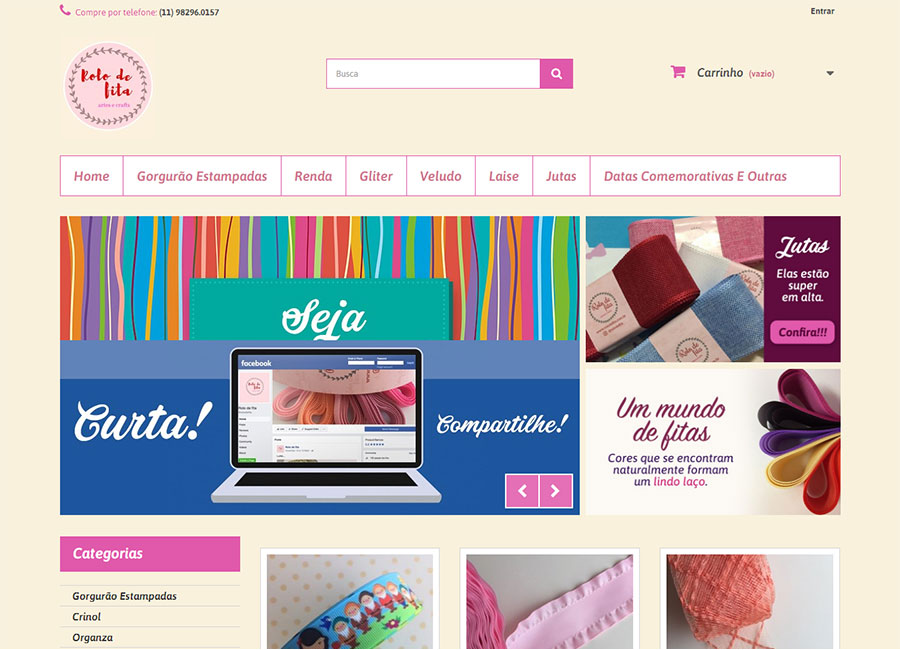 Compre por telefone: (11) 98296.0157
Entrar
Rolo de
fita
artes e crafts
Busca
Carrinho (vazio)
Home
Gorgurão Estampadas
Renda
Gliter
Veludo
Laise
Jutas
Datas Comemorativas E Outras
Seja
Curta!
facebook
Compartilhe!
Jutas
Elas estão
super
em alta.
Confira!!!
Rolo de
fita
Rolo de
fita
Um mundo
de fitas
Cores que se encontram
naturalmente formam
um lindo laço.
Categorias
Gorgurão Estampadas
Crinol
Organza